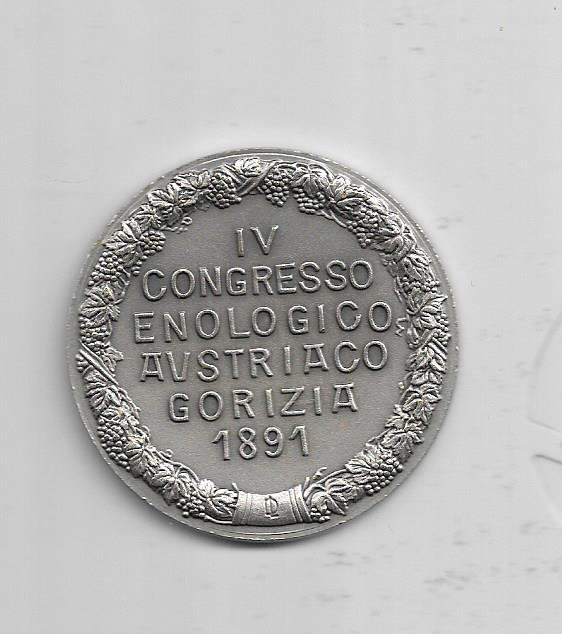 IV
CONGRESSO
ENOLOGICO
AVSTRIACO
GORIZIA
1891